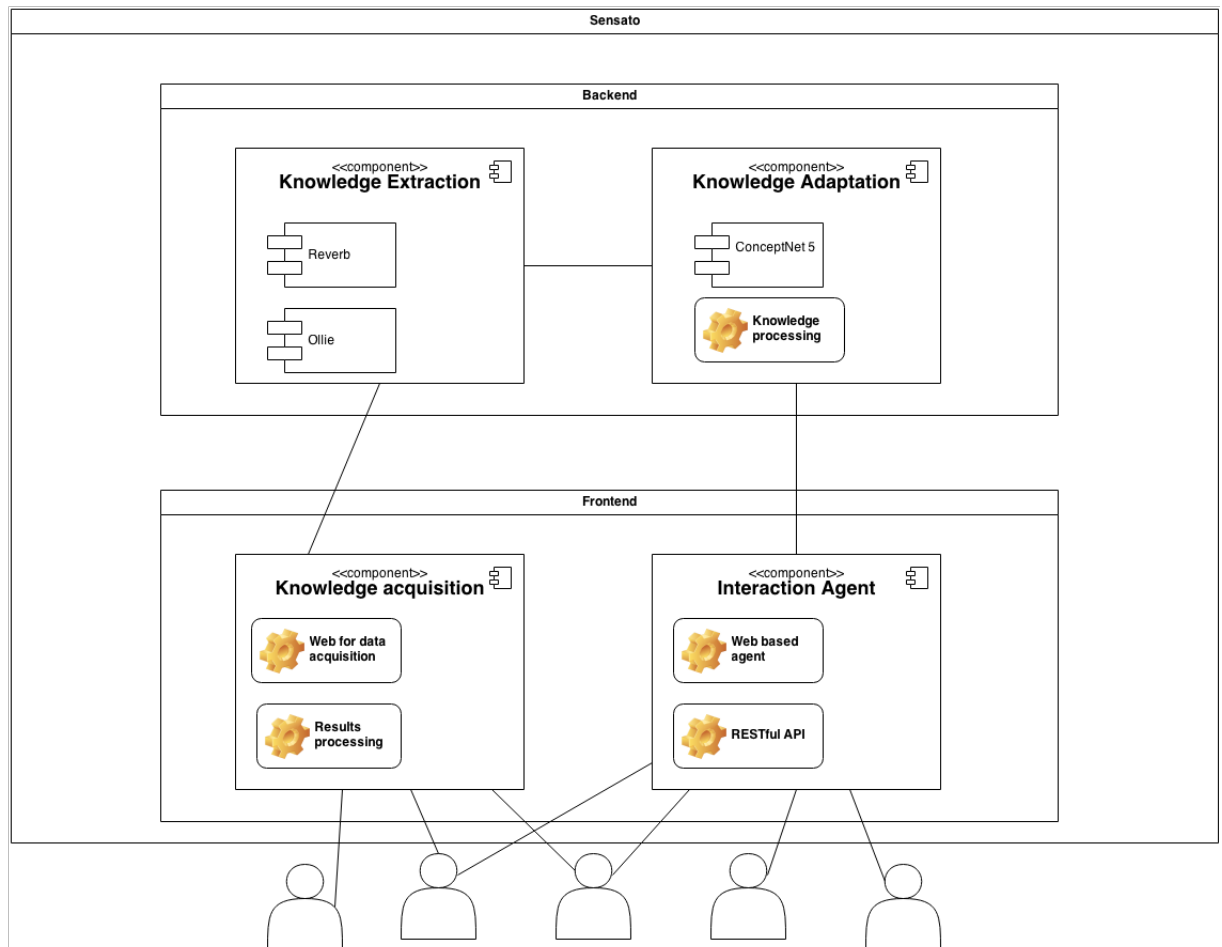 Sensato
Backend
<<component>>
Knowledge Extraction
Reverb
Ollie
<<component>>
Knowledge Adaptation
ConceptNet 5
Knowledge
processing
Frontend
<<component>>
Knowledge acquisition
Web for data
acquisition
Results
processing
<<component>>
Interaction Agent
Web based
agent
RESTful API